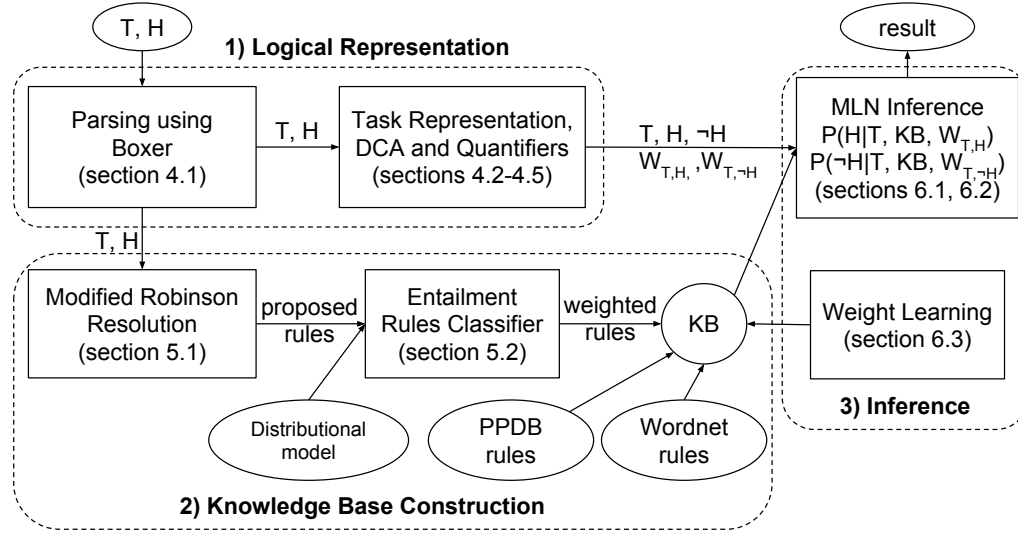 T, H
1) Logical Representation
result
Parsing using
Boxer
(section 4.1)
T, H
Task Representation,
DCA and Quantifiers
(sections 4.2-4.5)
T, H, ¬H
W_{T,H,} ,W_{T,¬H}
MLN Inference
P(H|T, KB, W_{T,H})
P(¬H|T, KB, W_{T,¬H})
(sections 6.1, 6.2)
T, H
Modified Robinson
Resolution
(section 5.1)
proposed
rules
Entailment
Rules Classifier
(section 5.2)
weighted
rules
KB
Weight Learning
(section 6.3)
3) Inference
Distributional
model
PPDB
rules
Wordnet
rules
2) Knowledge Base Construction